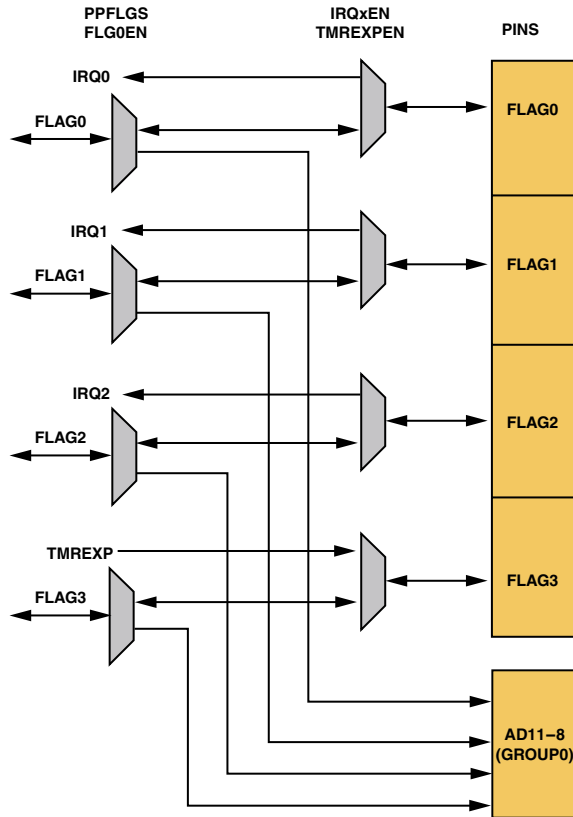 PPFLGS
FLG0EN
IRQxEN
TMREXPEN
PINS
IRQ0
FLAG0
FLAG0
IRQ1
FLAG1
FLAG1
IRQ2
FLAG2
FLAG2
TMREXP
FLAG3
FLAG3
AD11–8
(GROUP0)